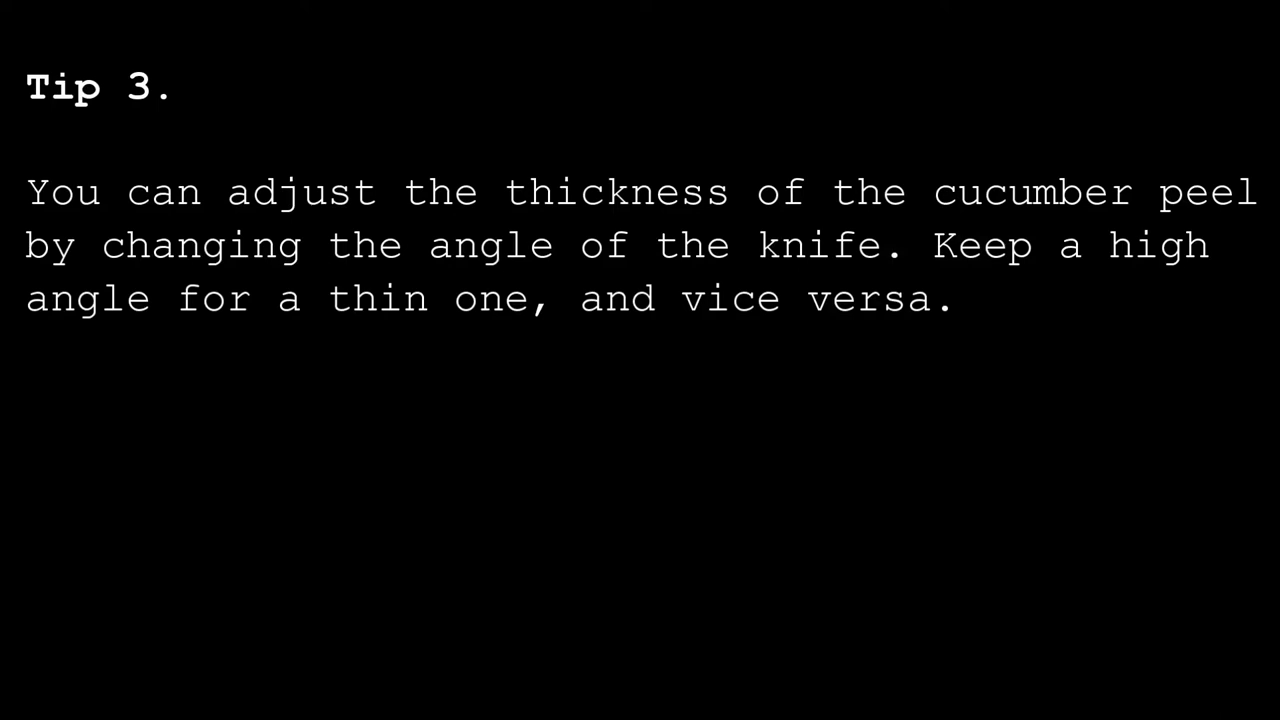 Tip 3.
You can adjust the thickness of the cucumber peel
by changing the angle of the knife. Keep a high
angle for a thin one, and vice versa.